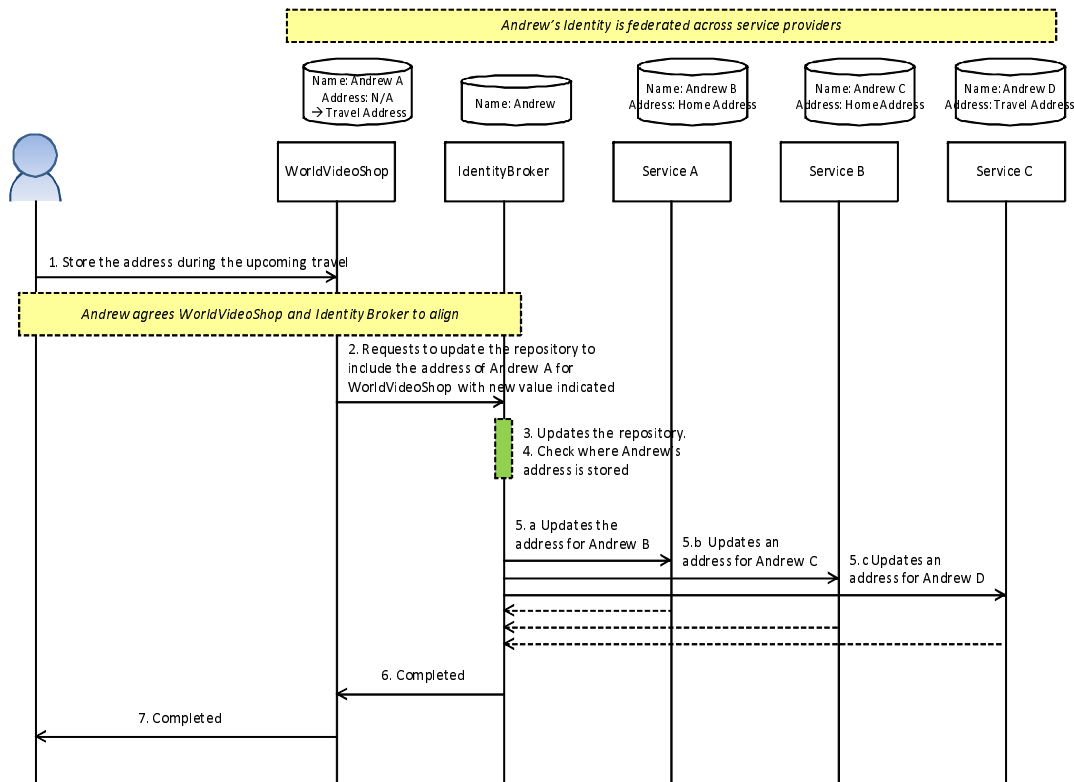 Andrew's Identity is federated across service providers
Name: Andrew A
Address: N/A
→ Travel Address
Name: Andrew
Name: Andrew B
Address: Home Address
Name: Andrew C
Address: Home Address
Name: Andrew D
Address: Travel Address
WorldVideoShop
IdentityBroker
Service A
Service B
Service C
1. Store the address during the upcoming travel
Andrew agrees WorldVideoShop and Identity Broker to align
2. Requests to update the repository to
include the address of Andrew A for
WorldVideoShop with new value indicated
3. Updates the repository.
4. Check where Andrew's
address is stored
5. a Updates the
address for Andrew B
5.b Updates an
address for Andrew C
5.c Updates an
address for Andrew D
6. Completed
7. Completed